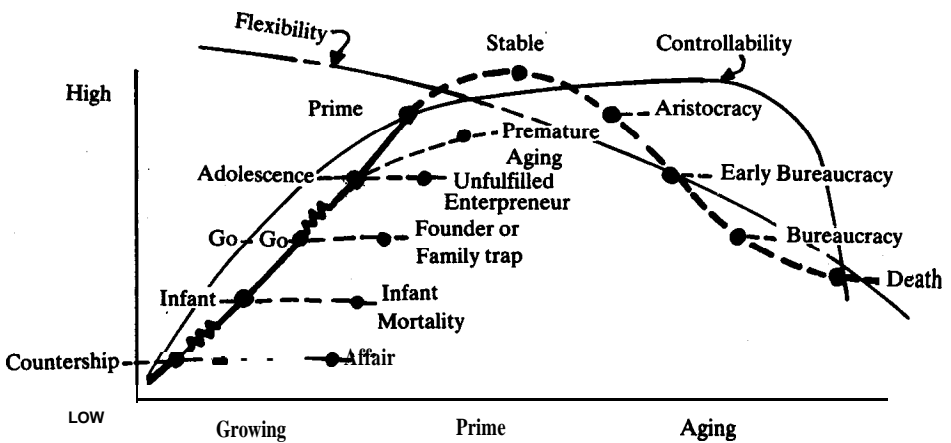 Flexibility
Stable
Controllability
High
Prime
Aristocracy
Premature
Aging
Adolescence
Unfulfilled
Enterpreneur
Early Bureaucracy
Go - Go
Founder or
Family trap
Bureaucracy
Infant
Infant
Mortality
Death
Countership
Affair
LOW
Growing
Prime
Aging